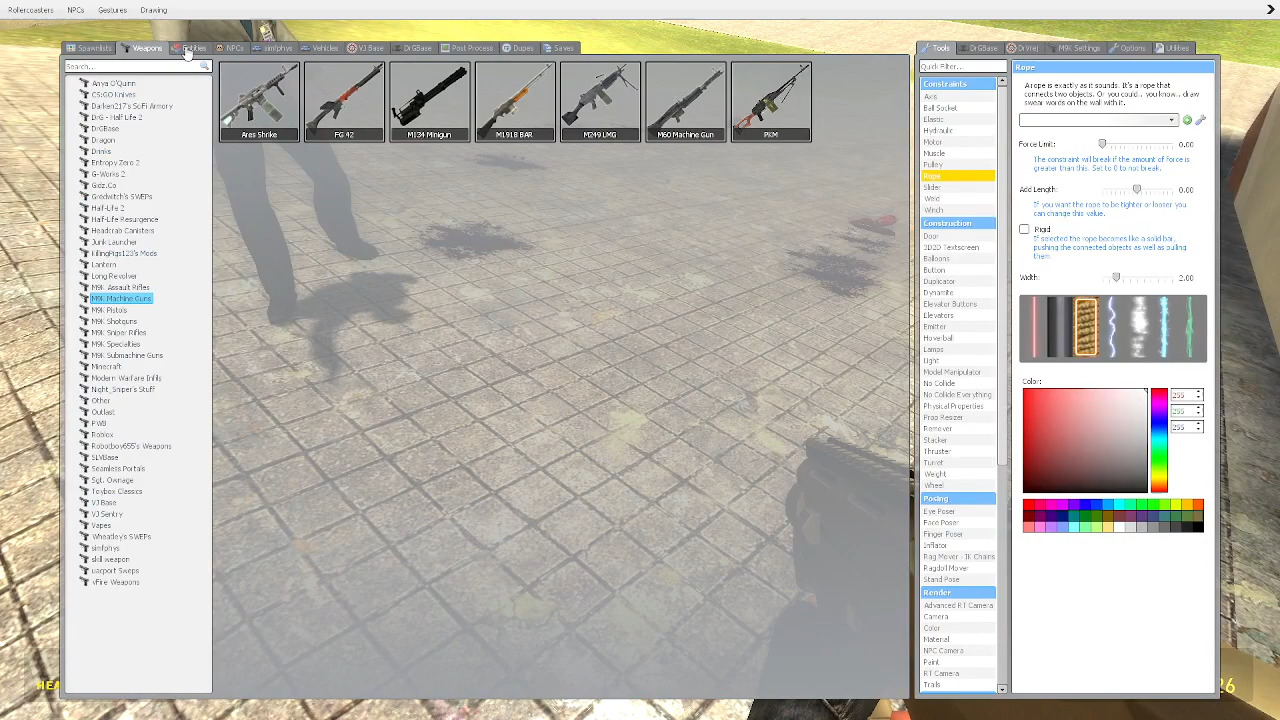 Rollercoasters NPCs Gestures Drawing
Spawnlists Weapons Entities NPCs simfphys Vehicles VJ Base DrGBase Post Process Dupes Saves
Search...
Anya O'Quinn
CS:GO Knives
Darken217's SciFi Armory
DrG - Half Life 2
DrGBase
Dragon
Drinks
Entropy Zero 2
G-Works 2
Gidz.Co
Gredwitch's SWEPs
Half-Life 2
Half-Life Resurgence
Headcrab Canisters
Junk Launcher
KillingPigs123's Mods
Lantern
Long Revolver
M9K Assault Rifles
M9K Machine Guns
M9K Pistols
M9K Shotguns
M9K Sniper Rifles
M9K Specialties
M9K Submachine Guns
Minecraft
Modern Warfare Infils
Night_Sniper's Stuff
Other
Outlast
PWB
Roblox
Robotboy655's Weapons
SLVBase
Seamless Portals
Sgt. Ownage
Toybox Classics
VJ Base
VJ Sentry
Vapes
Wheatley's SWEPs
simfphys
skill weapon
uacport Sweps
vFire Weapons
Ares Shrike FG 42 M134 Minigun M1918 BAR M249 LMG M60 Machine Gun PKM
Tools DrGBase DrVrej M9K Settings Options Utilities
Quick Filter...
Constraints
Axis
Ball Socket
Elastic
Hydraulic
Motor
Muscle
Pulley
Rope
Slider
Weld
Winch
Construction
Door
3D2D Textscreen
Balloons
Button
Duplicator
Dynamite
Elevator Buttons
Elevators
Emitter
Hoverball
Lamps
Light
Model Manipulator
No Collide
No Collide Everything
Physical Properties
Prop Resizer
Remover
Stacker
Thruster
Turret
Weight
Wheel
Posing
Eye Poser
Face Poser
Finger Poser
Inflator
Rag Mover - IK Chains
Ragdoll Mover
Stand Pose
Render
Advanced RT Camera
Camera
Color
Material
NPC Camera
Paint
RT Camera
Trails
Rope
A rope is exactly as it sounds. It's a rope that
connects two objects. Or you could.. you know.. draw
swear words on the wall with it.
Force Limit: 0.00
The constraint will break if the amount of force is
greater than this. Set to 0 to not break.
Add Length: 0.00
If you want the rope to be tighter or looser you
can change this value.
Rigid
If selected the rope becomes like a solid bar,
pushing the connected objects as well as pulling
them.
Width: 2.00
Color:
255
255
255
HEA
26